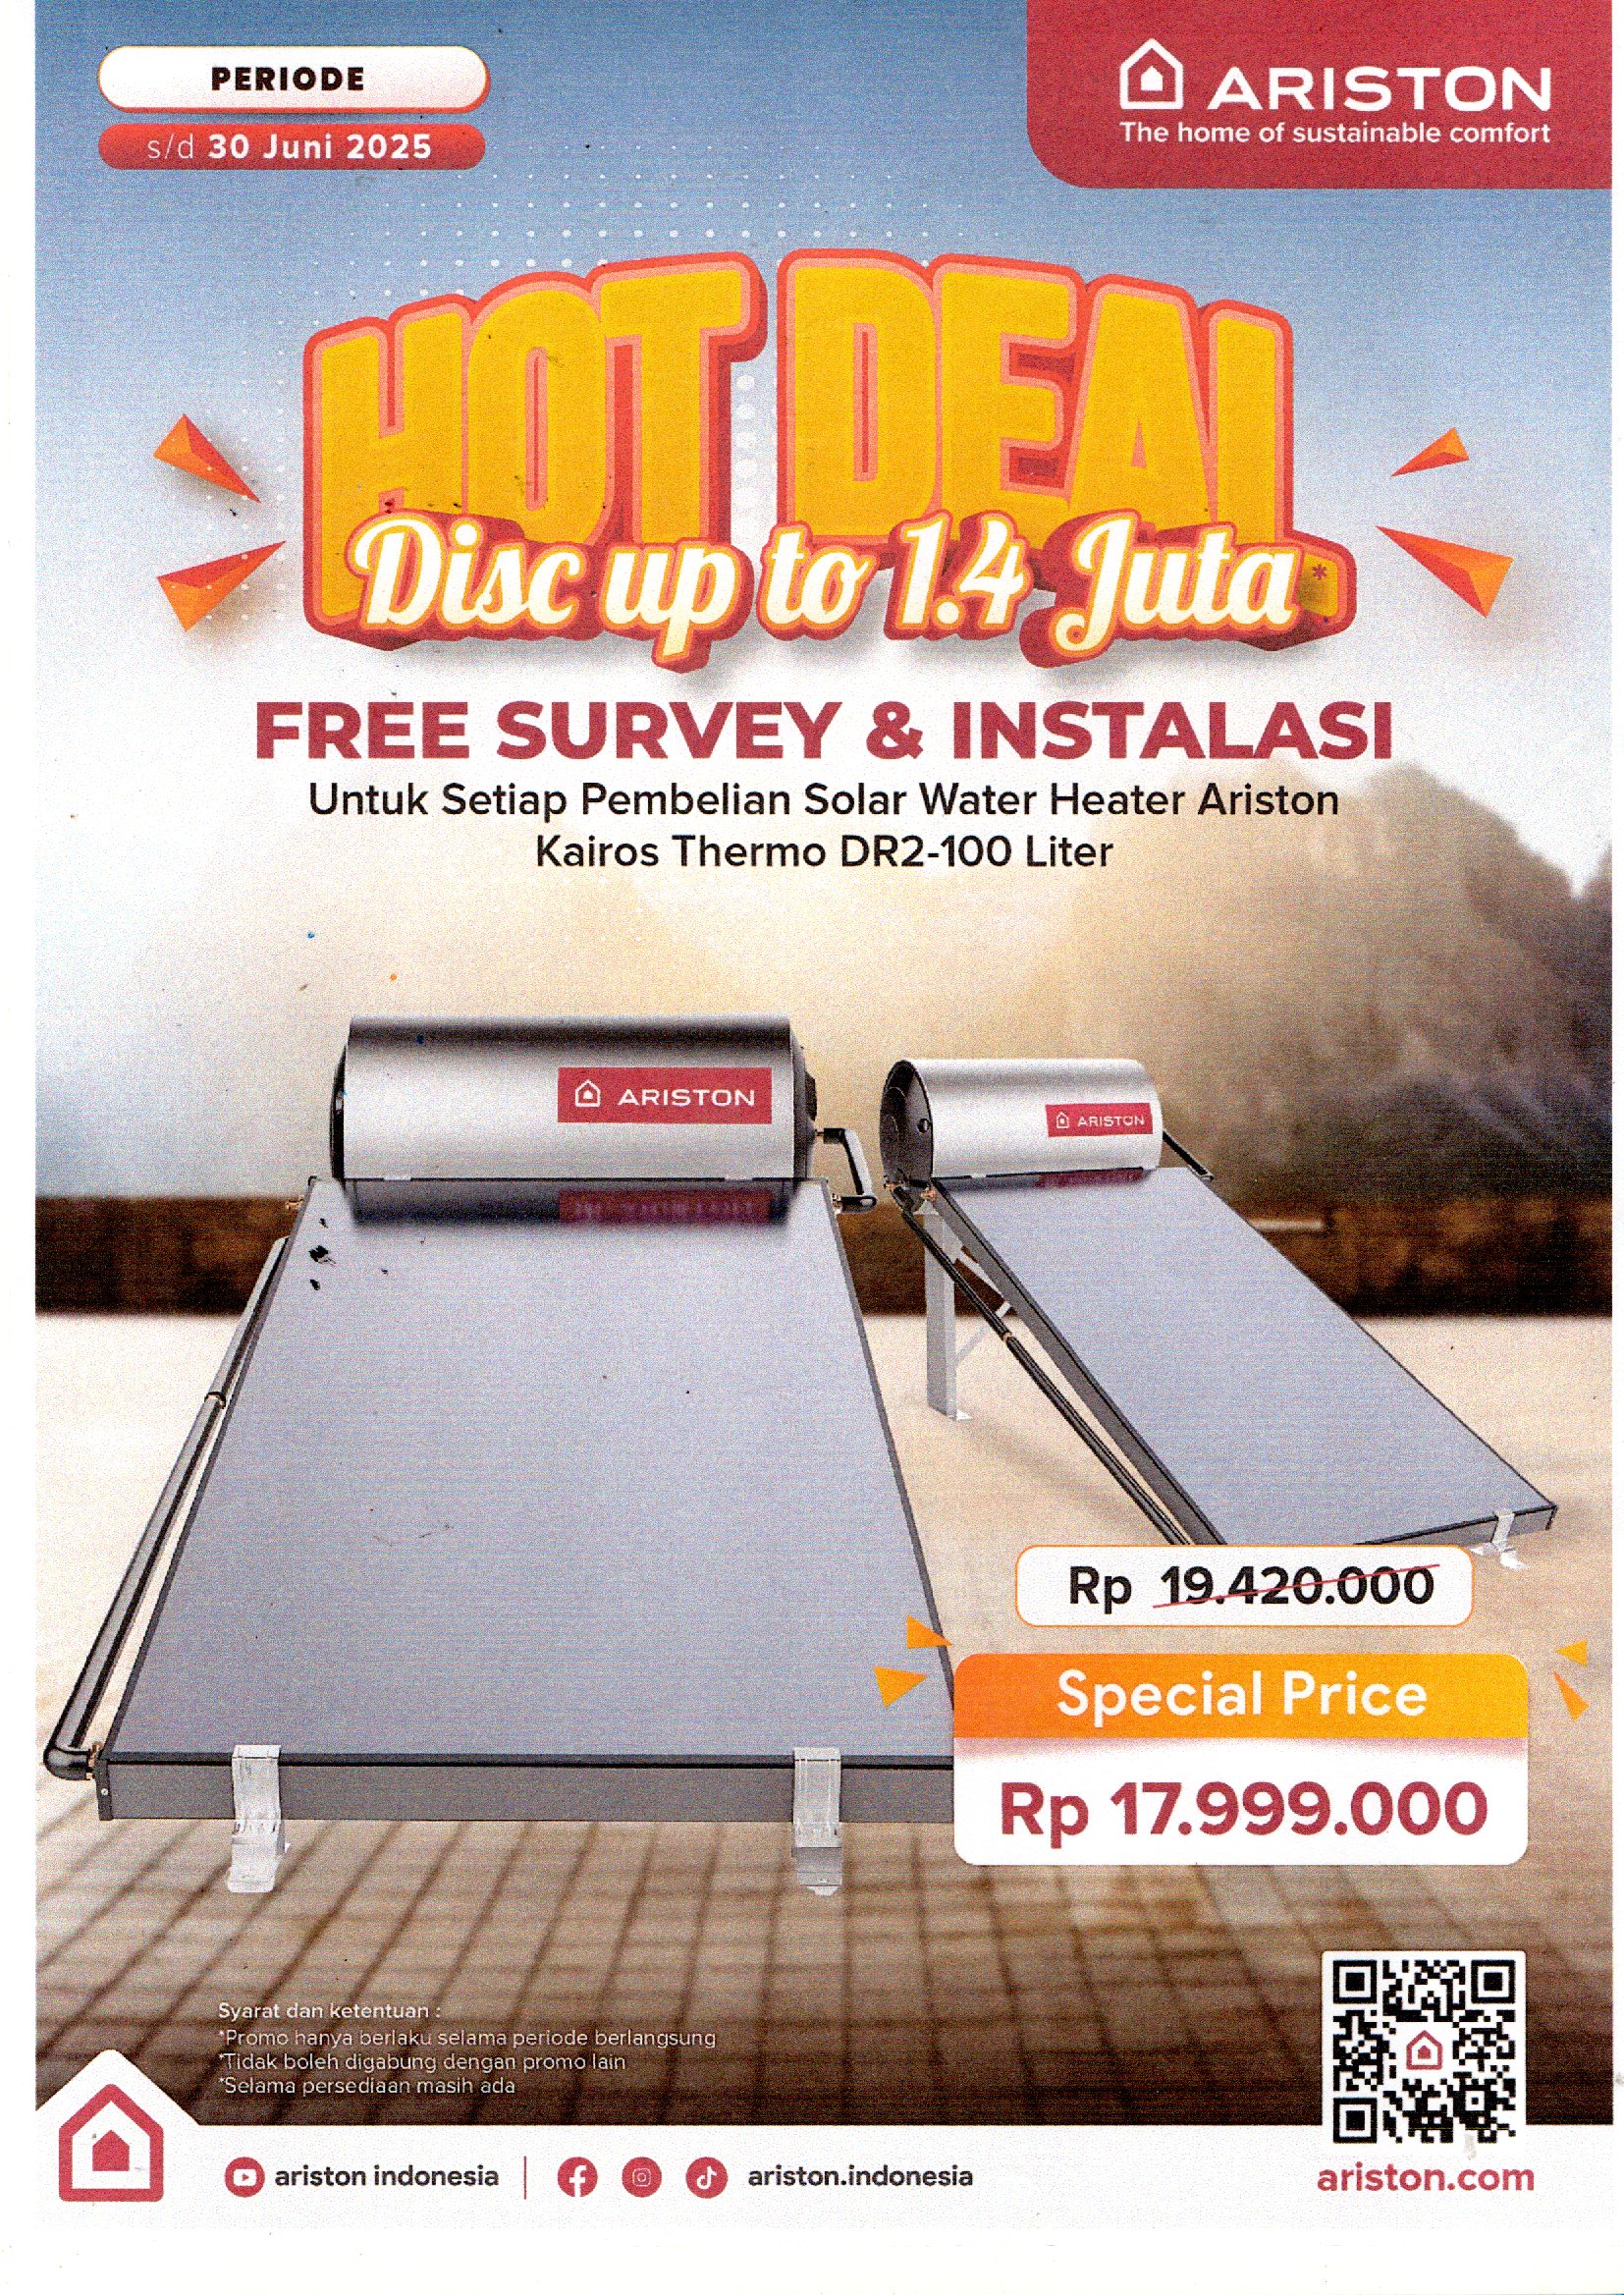 PERIODE
s/d 30 Juni 2025
ARISTON
The home of sustainable comfort
HOT DEAL
Disc up to 1.4 Juta*
FREE SURVEY & INSTALASI
Untuk Setiap Pembelian Solar Water Heater Ariston
Kairos Thermo DR2-100 Liter
ARISTON
ARISTON
Rp 19.420.000
Special Price
Rp 17.999.000
Syarat dan ketentuan :
*Promo hanya berlaku selama periode berlangsung
*Tidak boleh digabung dengan promo lain
*Selama persediaan masih ada
ariston indonesia
ariston.indonesia
ariston.com